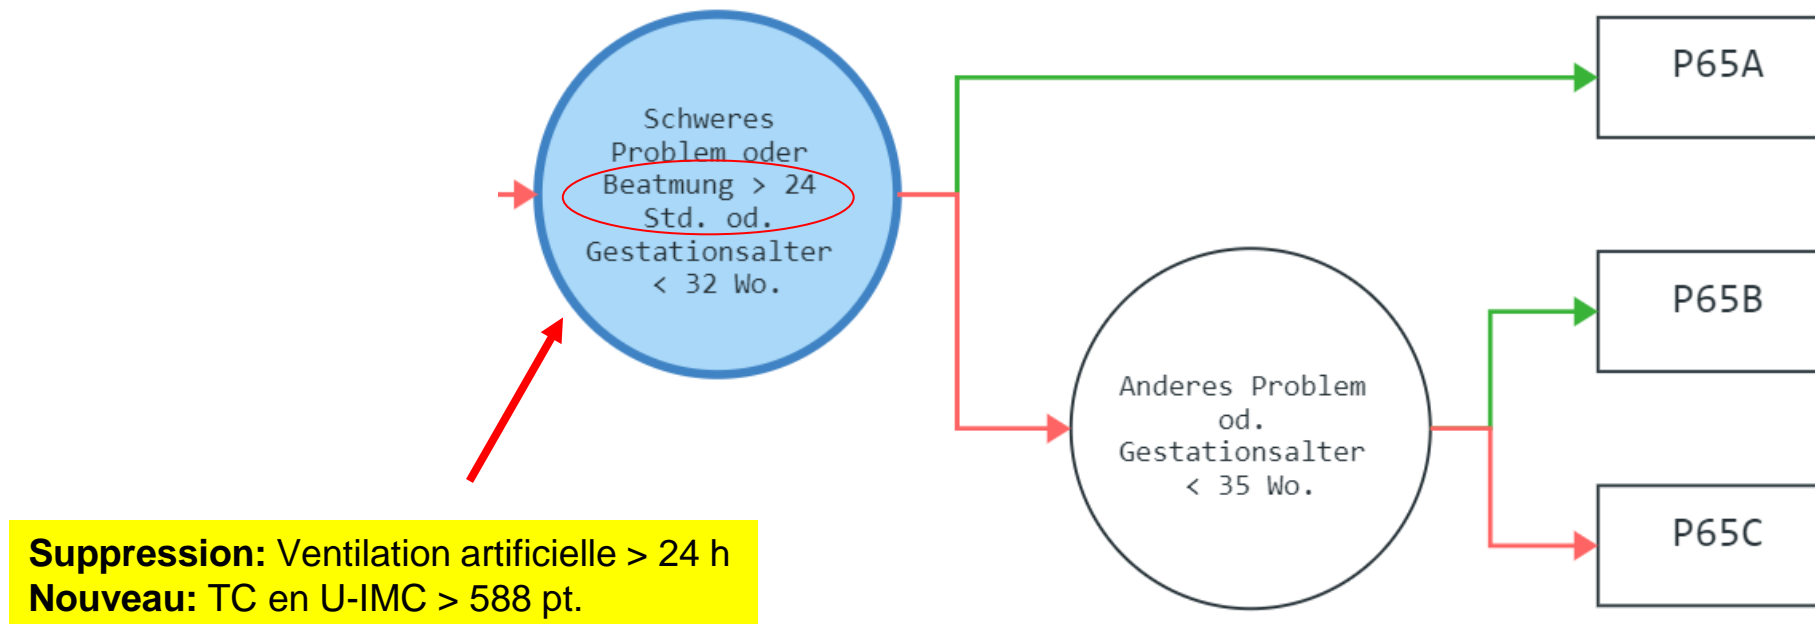 Schweres
Problem oder
Beatmung > 24
Std. od.
Gestationsalter
< 32 Wo.
P65A
Anderes Problem
od.
Gestationsalter
< 35 Wo.
P65B
P65C
Suppression: Ventilation artificielle > 24 h
Nouveau: TC en U-IMC > 588 pt.